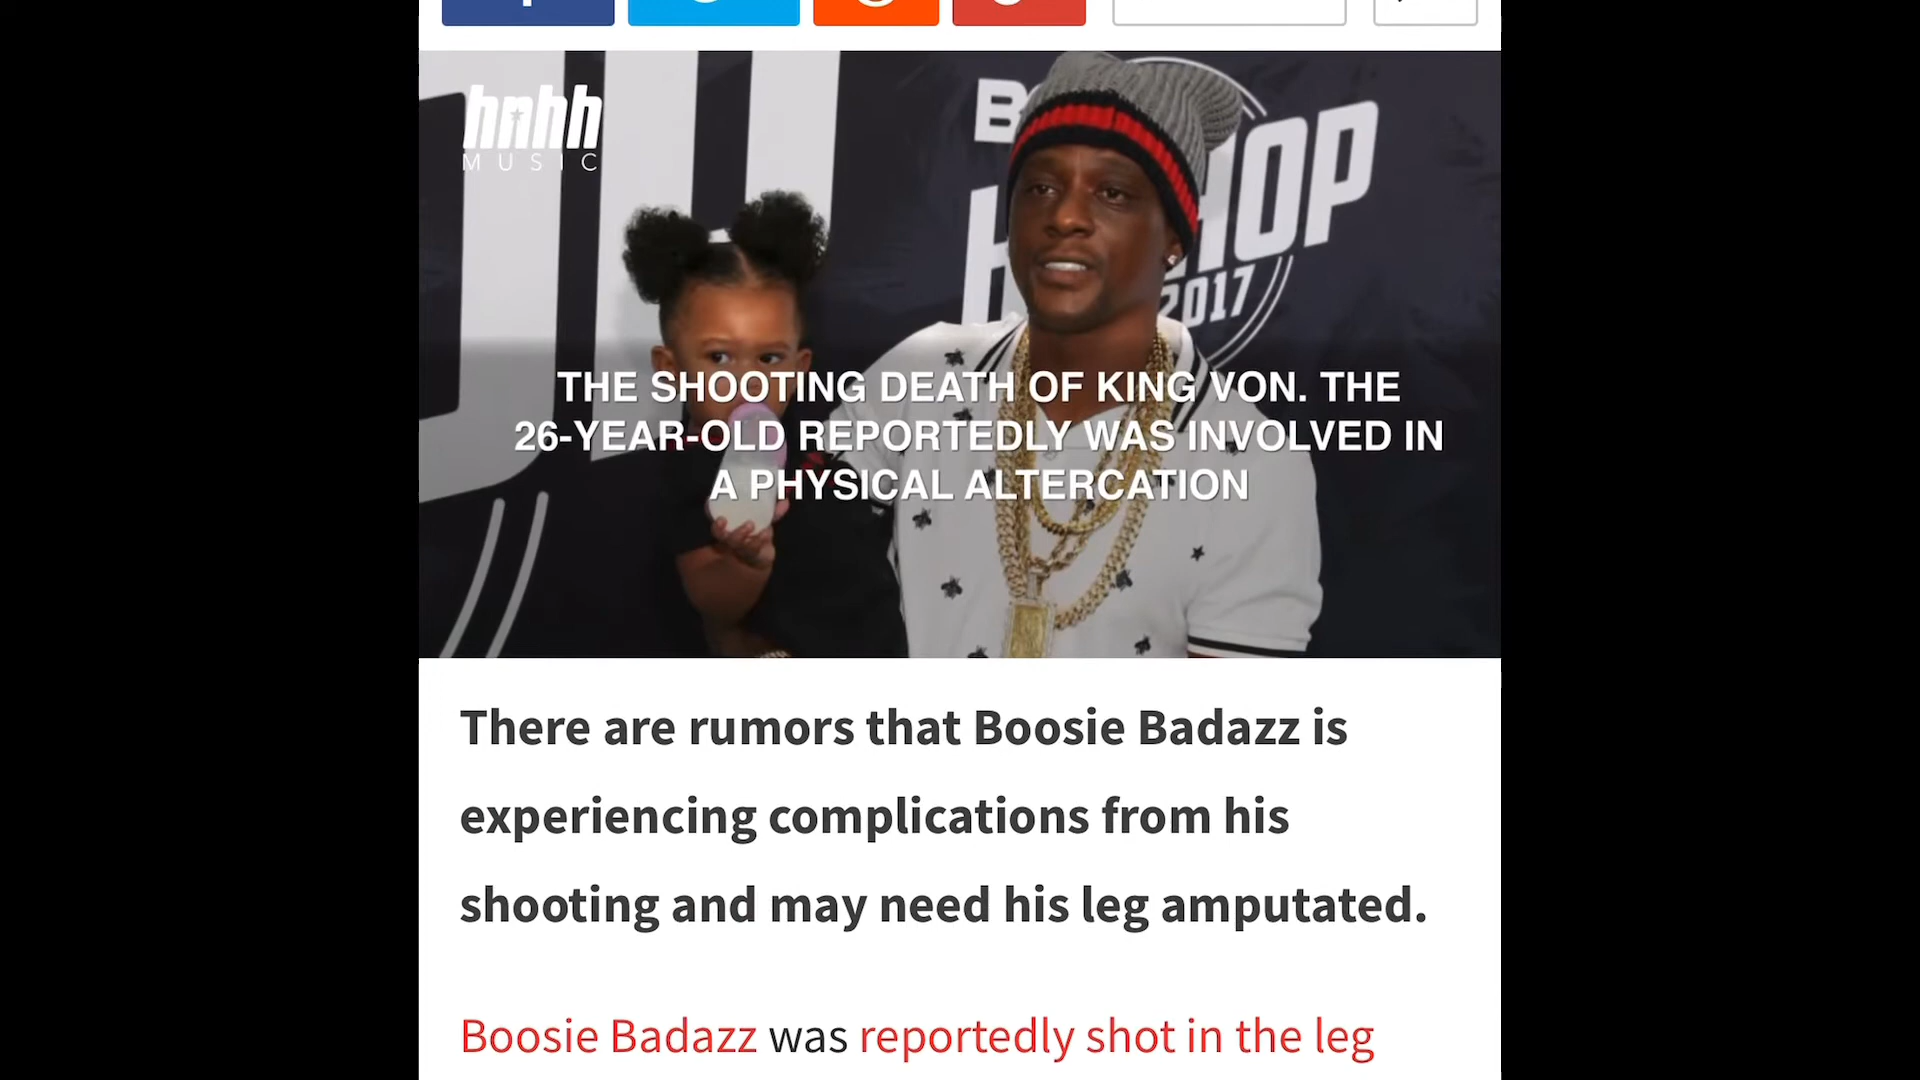 hnhh
MUSIC
HOP
2017
THE SHOOTING DEATH OF KING VON. THE
26-YEAR-OLD REPORTEDLY WAS INVOLVED IN
A PHYSICAL ALTERCATION
There are rumors that Boosie Badazz is
experiencing complications from his
shooting and may need his leg amputated.
Boosie Badazz was reportedly shot in the leg